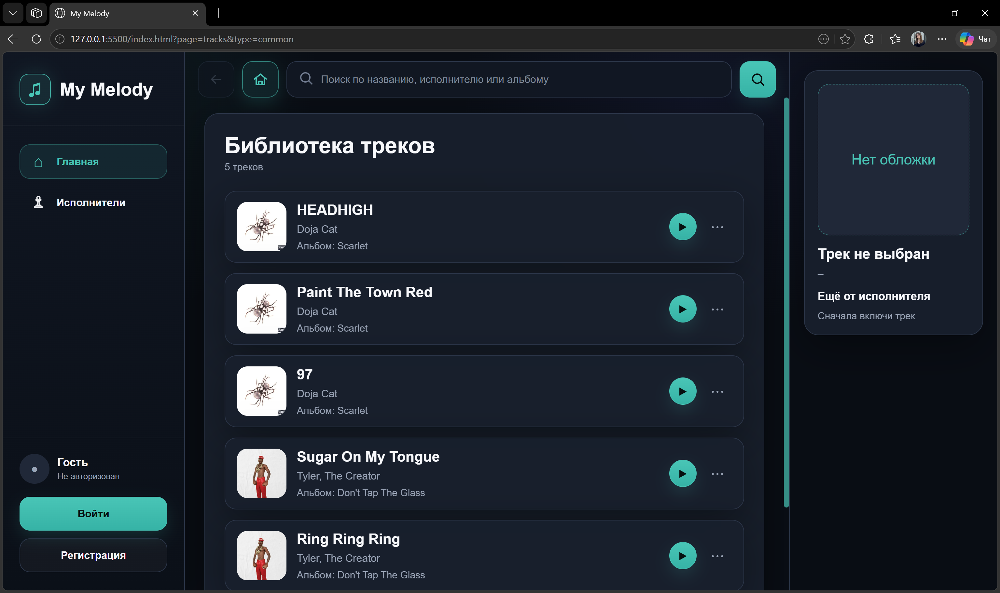 My Melody
127.0.0.1:5500/index.html?page=tracks&type=common
Чат
My Melody
Главная
Исполнители
Гость
Не авторизован
Войти
Регистрация
Поиск по названию, исполнителю или альбому
Библиотека треков
5 треков
HEADHIGH
Doja Cat
Альбом: Scarlet
Paint The Town Red
Doja Cat
Альбом: Scarlet
97
Doja Cat
Альбом: Scarlet
Sugar On My Tongue
Tyler, The Creator
Альбом: Don't Tap The Glass
Ring Ring Ring
Tyler, The Creator
Альбом: Don't Tap The Glass
Нет обложки
Трек не выбран
—
Ещё от исполнителя
Сначала включи трек